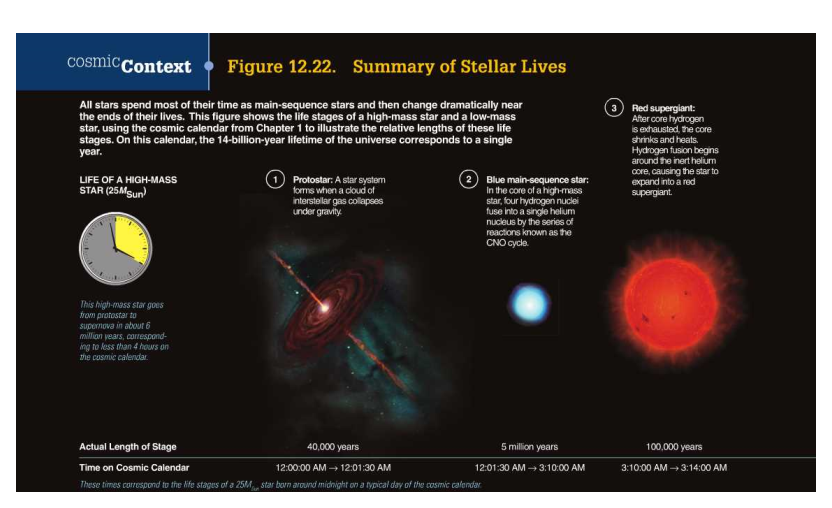 cosmicContext
Figure 12.22. Summary of Stellar Lives
All stars spend most of their time as main-sequence stars and then change dramatically near
the ends of their lives. This figure shows the life stages of a high-mass star and a low-mass
star, using the cosmic calendar from Chapter 1 to illustrate the relative lengths of these life
stages. On this calendar, the 14-billion-year lifetime of the universe corresponds to a single
year.
LIFE OF A HIGH-MASS
STAR (25MSun)
This high-mass star goes
from protostar to
supernova in about 6
million years, correspond-
ing to less than 4 hours on
the cosmic calendar.
1 Protostar: A star system
forms when a cloud of
interstellar gas collapses
under gravity.
2 Blue main-sequence star:
In the core of a high-mass
star, four hydrogen nuclei
fuse into a single helium
nucleus by the series of
reactions known as the
CNO cycle.
3 Red supergiant:
After core hydrogen
is exhausted, the core
shrinks and heats.
Hydrogen fusion begins
around the inert helium
core, causing the star to
expand into a red
supergiant.
Actual Length of Stage 40,000 years 5 million years 100,000 years
Time on Cosmic Calendar 12:00:00 AM → 12:01:30 AM 12:01:30 AM → 3:10:00 AM 3:10:00 AM → 3:14:00 AM
These times correspond to the life stages of a 25MSun star born around midnight on a typical day of the cosmic calendar.